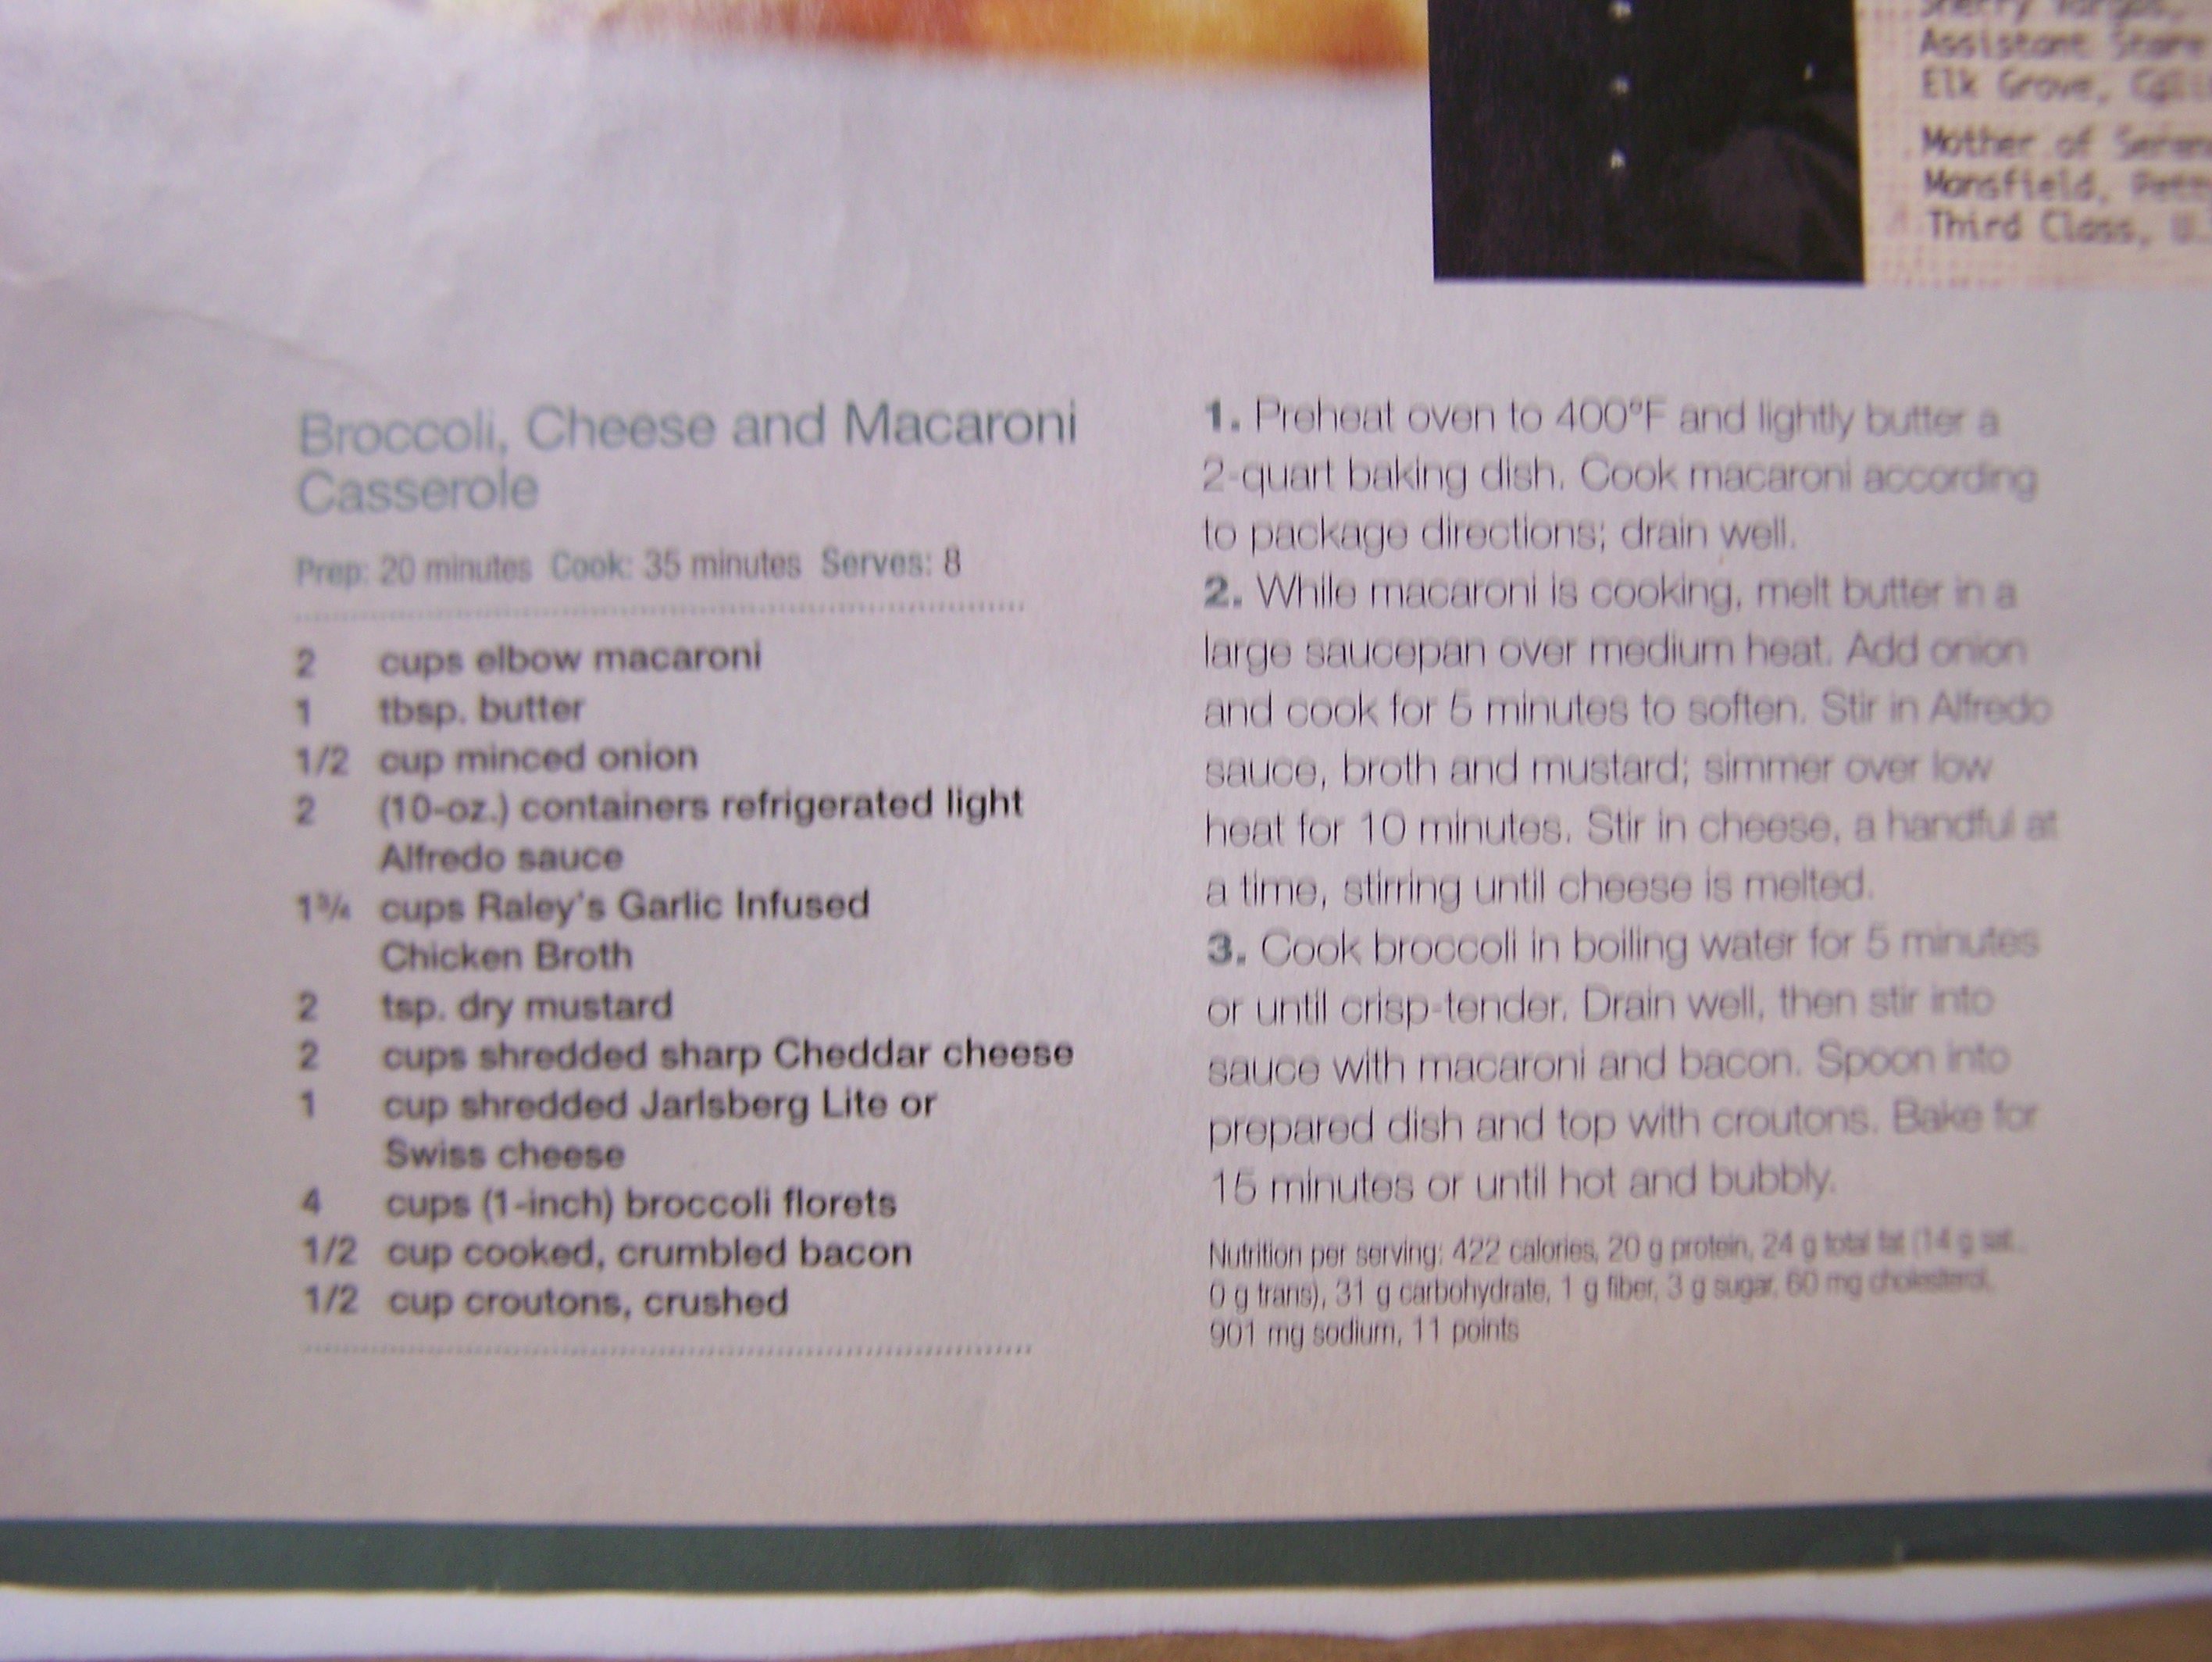 Assistant Store
Elk Grove,
Mother of
Mansfield,
Third Class, U.
Broccoli, Cheese and Macaroni
Casserole
Prep: 20 minutes Cook: 35 minutes Serves: 8
2 cups elbow macaroni
1 tbsp. butter
1/2 cup minced onion
2 (10-oz.) containers refrigerated light
Alfredo sauce
1¾ cups Raley's Garlic Infused
Chicken Broth
2 tsp. dry mustard
2 cups shredded sharp Cheddar cheese
1 cup shredded Jarlsberg Lite or
Swiss cheese
4 cups (1-inch) broccoli florets
1/2 cup cooked, crumbled bacon
1/2 cup croutons, crushed
1. Preheat oven to 400°F and lightly butter a
2-quart baking dish. Cook macaroni according
to package directions; drain well.
2. While macaroni is cooking, melt butter in a
large saucepan over medium heat. Add onion
and cook for 5 minutes to soften. Stir in Alfredo
sauce, broth and mustard; simmer over low
heat for 10 minutes. Stir in cheese, a handful at
a time, stirring until cheese is melted.
3. Cook broccoli in boiling water for 5 minutes
or until crisp-tender. Drain well, then stir into
sauce with macaroni and bacon. Spoon into
prepared dish and top with croutons. Bake for
15 minutes or until hot and bubbly.
Nutrition per serving: 422 calories, 20 g protein, 24 g total fat (14 g sat.,
0 g trans), 31 g carbohydrate, 1 g fiber, 3 g sugar, 60 mg cholesterol,
901 mg sodium, 11 points